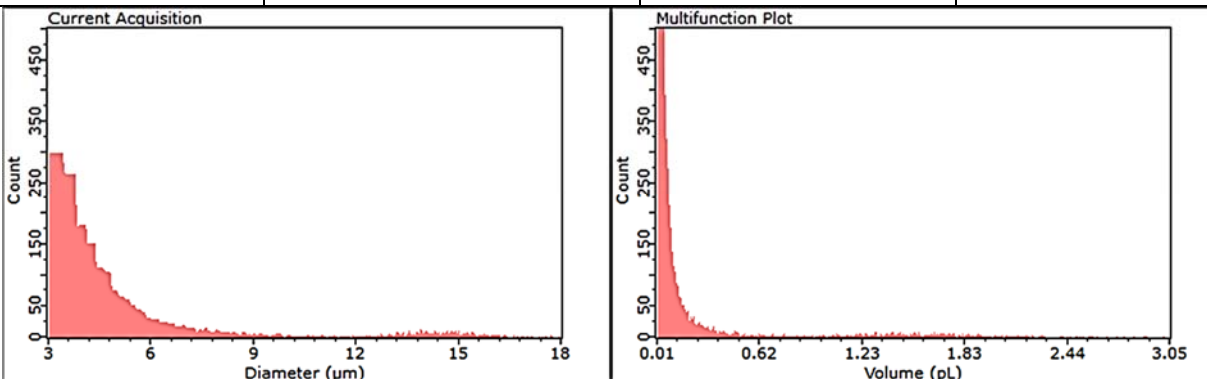 Current Acquisition
Count
450
350
250
150
50
0
3 6 9 12 15 18
Diameter (um)
Multifunction Plot
Count
450
350
250
150
50
0
0.01 0.62 1.23 1.83 2.44 3.05
Volume (pL)